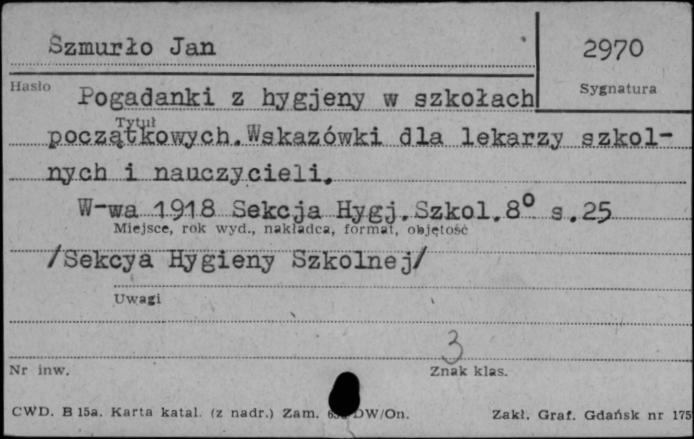 Szmurło Jan
2970
Hasło
Sygnatura
Pogadanki z hygjeny w szkołach
Tytuł
początkowych.Wskazówki dla lekarzy szkol-
nych i nauczycieli.
W-wa 1918 Sekcja Hygj.Szkol.8° s.25
Miejsce, rok wyd., nakładca, format, objętość
/Sekcya Hygieny Szkolnej/
Uwagi
3
Nr inw.
Znak klas.
CWD. B 15a. Karta katal. (z nadr.) Zam. DW/On.
Zakł. Graf. Gdańsk nr 175